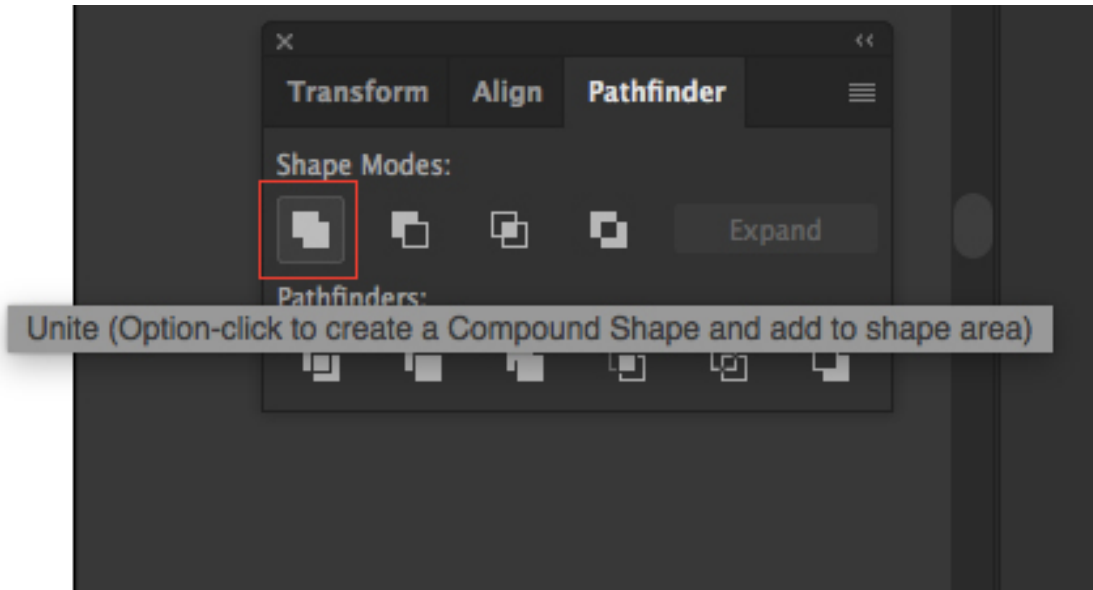 Transform Align Pathfinder
Shape Modes:
Expand
Pathfinders:
Unite (Option-click to create a Compound Shape and add to shape area)